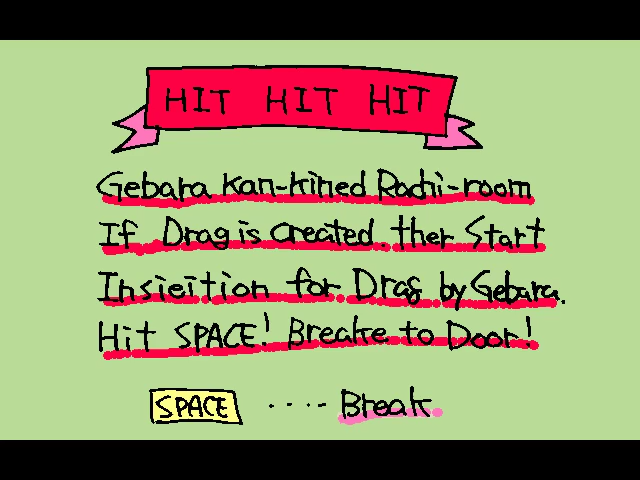 HIT HIT HIT
Gebara kan-kined Rochi-room
If Drag is created. ther Start
Insieition for Drag by Gebara.
Hit SPACE! Breake to Door!
SPACE ････ Break.